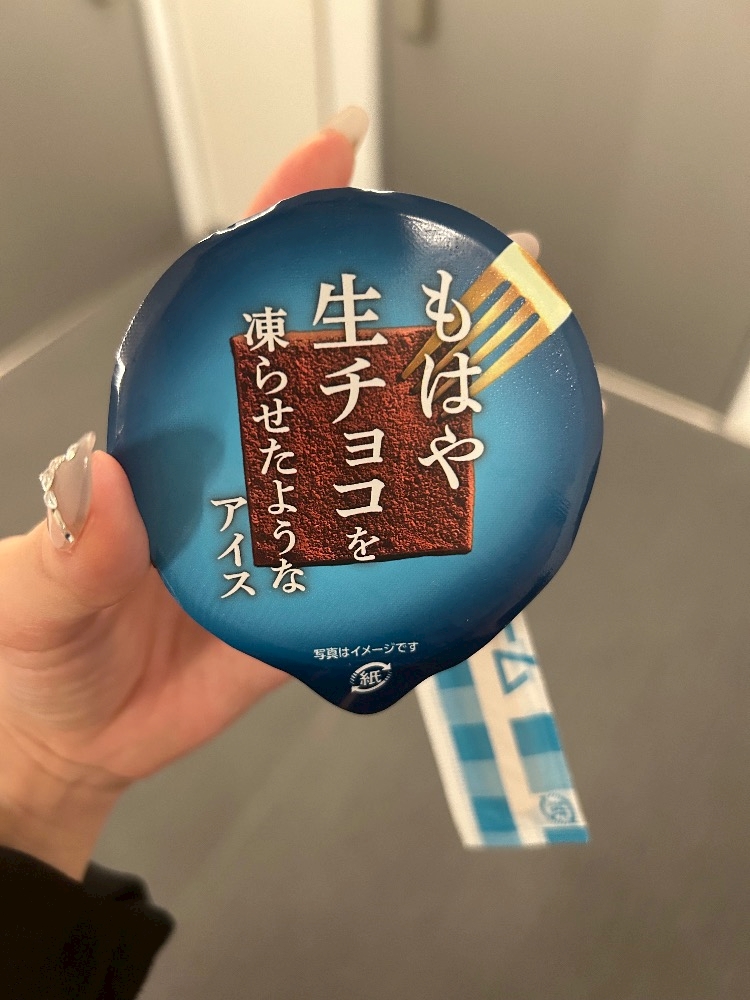 もはや
生チョコを
凍らせたような
アイス
写真はイメージです
紙